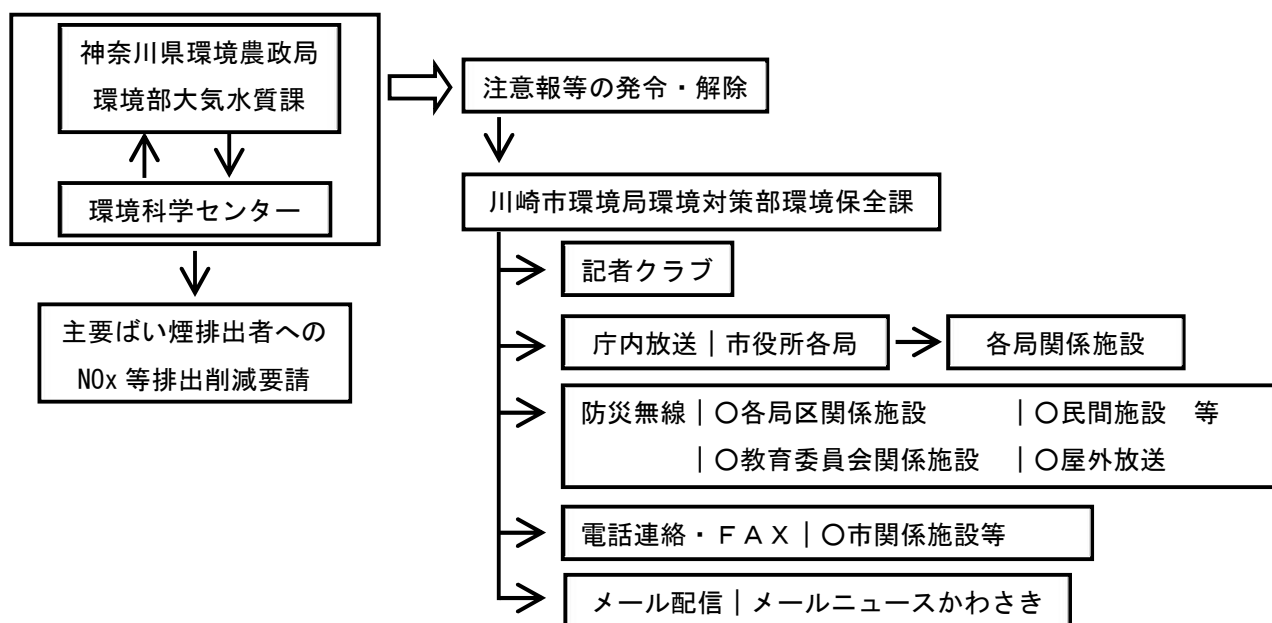 神奈川県環境農政局
環境部大気水質課
環境科学センター
主要ばい煙排出者への
NOx 等排出削減要請
注意報等の発令・解除
川崎市環境局環境対策部環境保全課
記者クラブ
庁内放送｜市役所各局
各局関係施設
防災無線｜○各局区関係施設　｜○民間施設　等
｜○教育委員会関係施設　｜○屋外放送
電話連絡・ＦＡＸ｜○市関係施設等
メール配信｜メールニュースかわさき